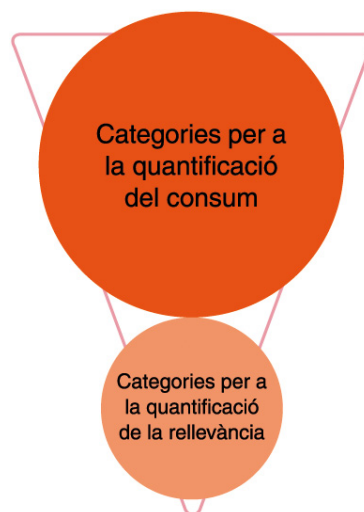 Categories per a
la quantificació
del consum
Categories per a
la quantificació
de la rellevància